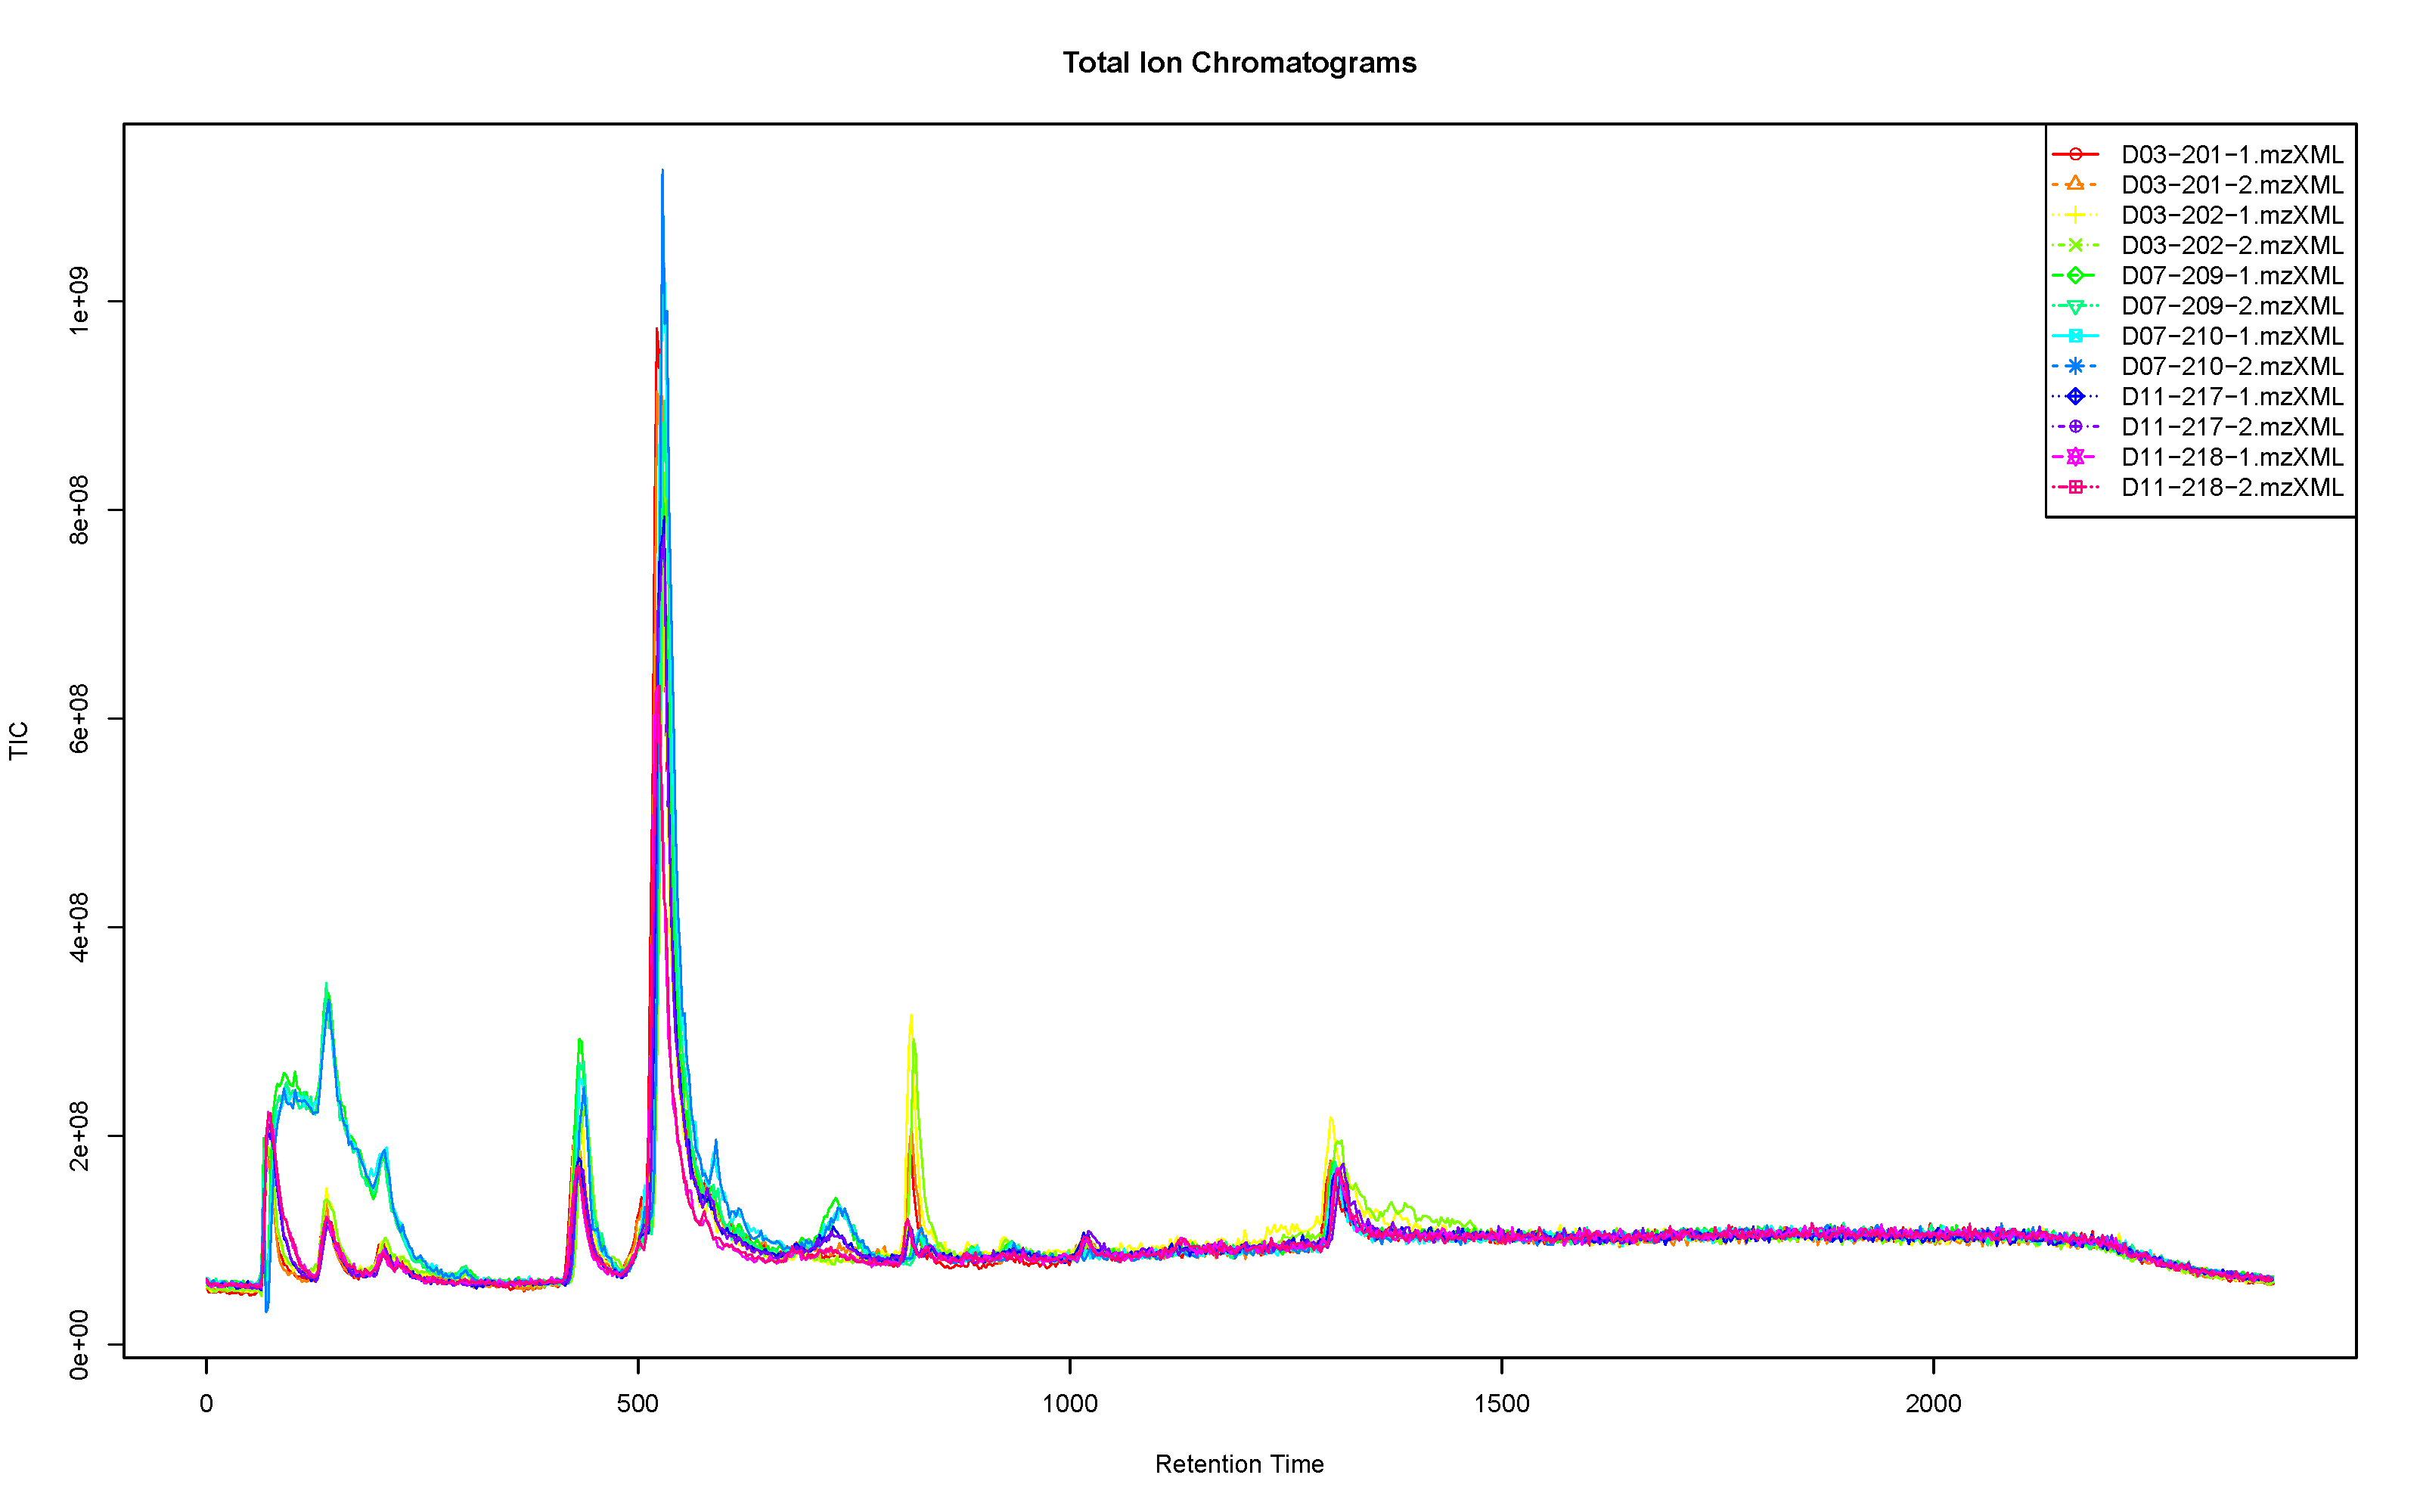 Total Ion Chromatograms
D03−201−1.mzXML
D03−201−2.mzXML
D03−202−1.mzXML
D03−202−2.mzXML
D07−209−1.mzXML
D07−209−2.mzXML
D07−210−1.mzXML
D07−210−2.mzXML
D11−217−1.mzXML
D11−217−2.mzXML
D11−218−1.mzXML
D11−218−2.mzXML
1e+09
8e+08
6e+08
4e+08
2e+08
0e+00
TIC
0 500 1000 1500 2000
Retention Time